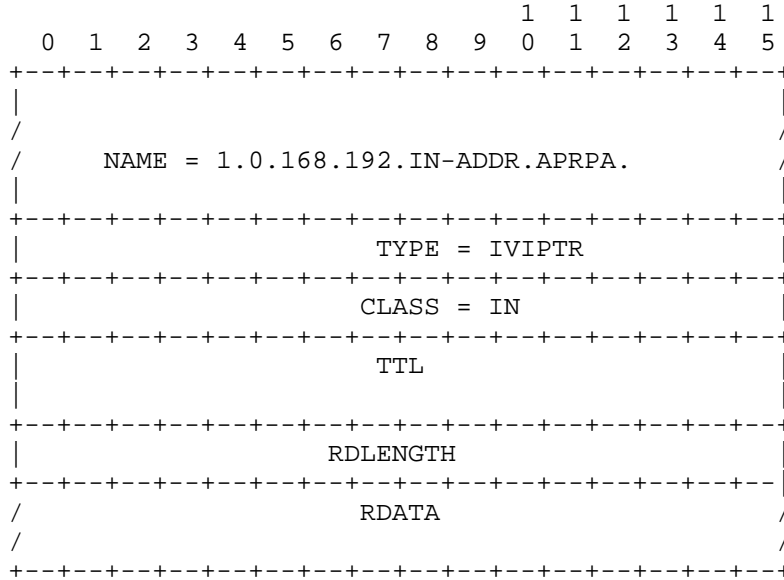 1  1  1  1  1  1
    0  1  2  3  4  5  6  7  8  9  0  1  2  3  4  5
  +--+--+--+--+--+--+--+--+--+--+--+--+--+--+--+--+
  |                                               |
  /                                               /
  /     NAME = 1.0.168.192.IN-ADDR.APRPA.         /
  |                                               |
  +--+--+--+--+--+--+--+--+--+--+--+--+--+--+--+--+
  |                      TYPE = IVIPTR            |
  +--+--+--+--+--+--+--+--+--+--+--+--+--+--+--+--+
  |                     CLASS = IN                |
  +--+--+--+--+--+--+--+--+--+--+--+--+--+--+--+--+
  |                      TTL                      |
  |                                               |
  +--+--+--+--+--+--+--+--+--+--+--+--+--+--+--+--+
  |                   RDLENGTH                    |
  +--+--+--+--+--+--+--+--+--+--+--+--+--+--+--+--|
  /                     RDATA                     /
  /                                               /
  +--+--+--+--+--+--+--+--+--+--+--+--+--+--+--+--+